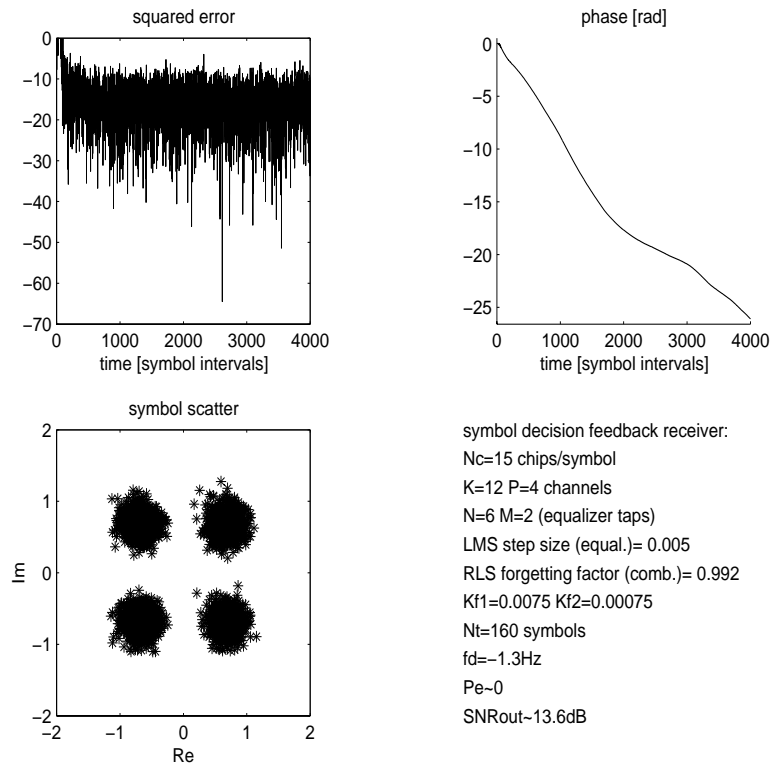 squared error
0
−10
−20
−30
−40
−50
−60
−70
0 1000 2000 3000 4000
time [symbol intervals]
phase [rad]
0
−5
−10
−15
−20
−25
0 1000 2000 3000 4000
time [symbol intervals]
symbol scatter
2
1
0
−1
−2
Im
−2 −1 0 1 2
Re
symbol decision feedback receiver:
Nc=15 chips/symbol
K=12 P=4 channels
N=6 M=2 (equalizer taps)
LMS step size (equal.)= 0.005
RLS forgetting factor (comb.)= 0.992
Kf1=0.0075 Kf2=0.00075
Nt=160 symbols
fd=−1.3Hz
Pe~0
SNRout~13.6dB